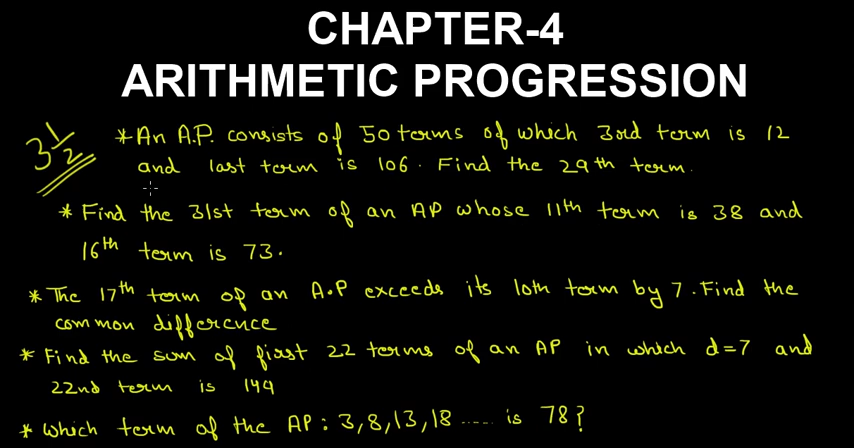 CHAPTER-4
ARITHMETIC PROGRESSION
3 1/2
* An A.P. consists of 50 terms of which 3rd term is 12
and last term is 106. Find the 29th term.
* Find the 31st term of an AP whose 11th term is 38 and
16th term is 73.
* The 17th term of an A.P exceeds its 10th term by 7. Find the
common difference
* Find the sum of first 22 terms of an AP in which d=7 and
22nd term is 149
* Which term of the AP: 3, 8, 13, 18 ..... is 78?